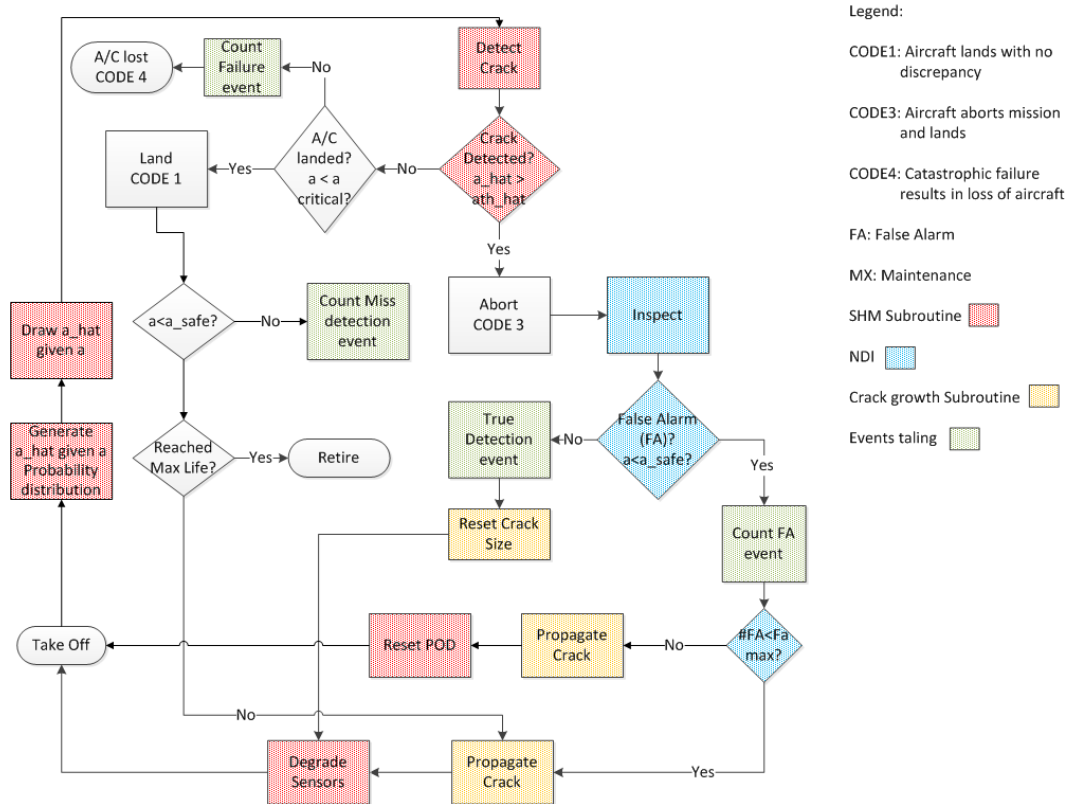 Detect
Crack
Count
Failure
event
A/C lost
CODE 4
No
A/C
landed?
a < a
critical?
Crack
Detected?
a_hat >
ath_hat
No
Yes
Land
CODE 1
Yes
Abort
CODE 3
Inspect
a<a_safe?
No
Count Miss
detection
event
Draw a_hat
given a
Generate
a_hat given a
Probability
distribution
Reached
Max Life?
Yes
Retire
True
Detection
event
No
False Alarm
(FA)?
a<a_safe?
Yes
Reset Crack
Size
Count FA
event
Take Off
Reset POD
Propagate
Crack
No
#FA<Fa
max?
No
Degrade
Sensors
Propagate
Crack
Yes
Legend:
CODE1: Aircraft lands with no
discrepancy
CODE3: Aircraft aborts mission
and lands
CODE4: Catastrophic failure
results in loss of aircraft
FA: False Alarm
MX: Maintenance
SHM Subroutine
NDI
Crack growth Subroutine
Events taling